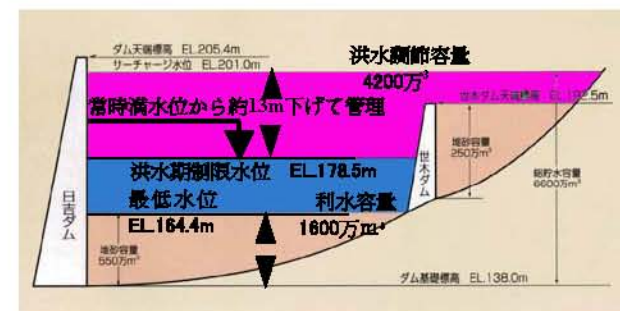 ダム天端標高 EL.205.4m
サーチャージ水位 EL.201.0m
洪水調節容量
4200万㎥
常時満水位から約13m下げて管理
世木ダム天端標高 EL.192.5m
堆砂容量
250万m³
総貯水容量
6600万m³
世木ダム
日吉ダム
洪水期制限水位 EL.178.5m
最低水位
EL.164.4m
利水容量
1600万m³
堆砂容量
550万m³
ダム基礎標高 EL.138.0m